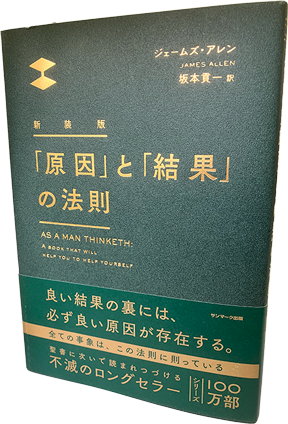 ジェームズ・アレン
JAMES ALLEN
坂本貢一 訳
新装版
「原因」と「結果」
の法則
AS A MAN THINKETH:
A BOOK THAT WILL
HELP YOU TO HELP YOURSELF
サンマーク出版
良い結果の裏には、
必ず良い原因が存在する。
全ての事象は、この法則に則っている
聖書に次いで読まれつづける
不滅のロングセラー
シリーズ
100
万部